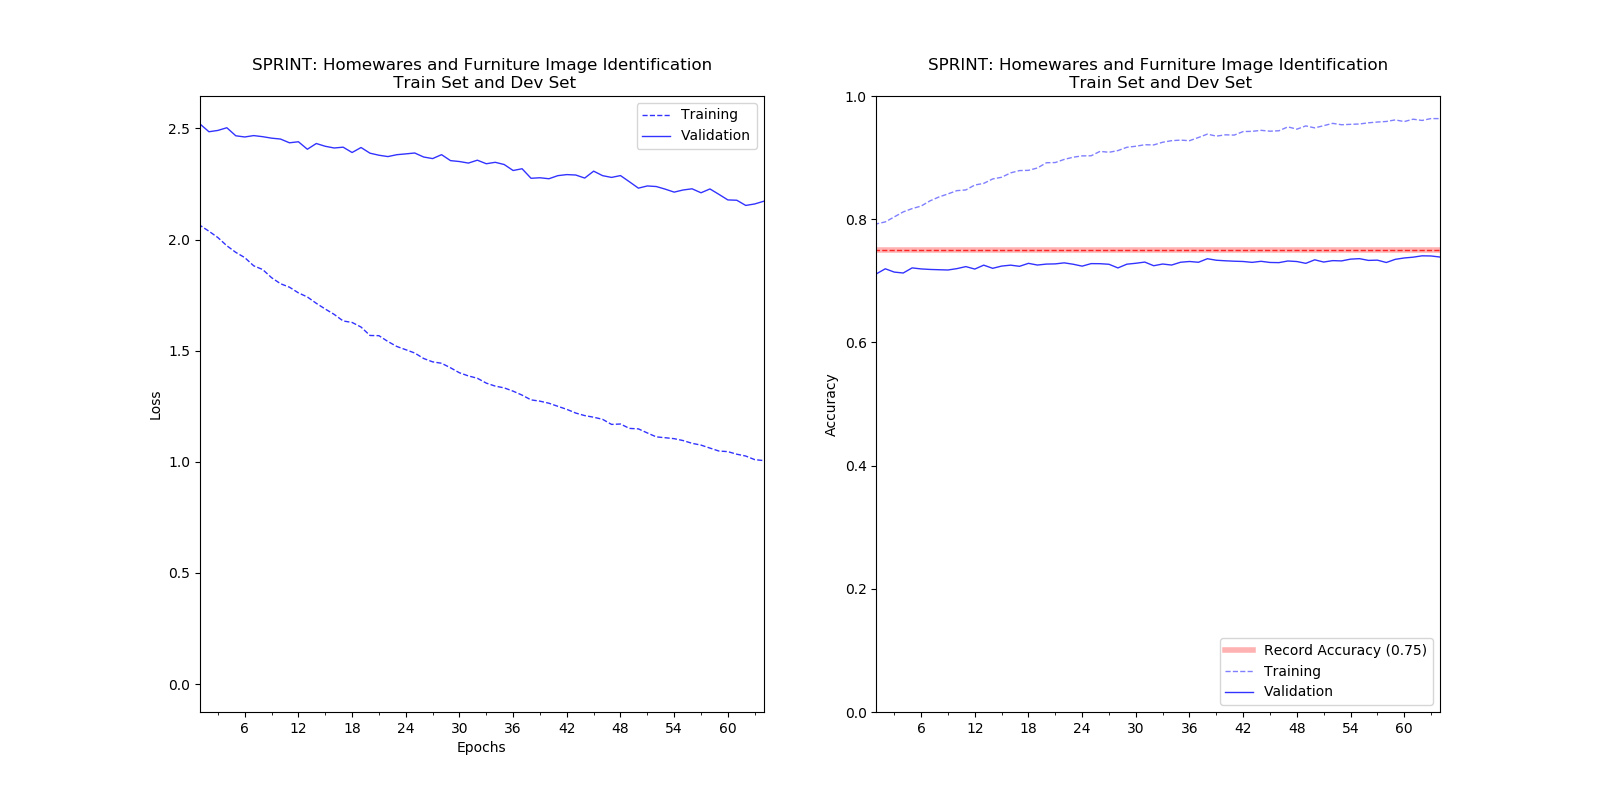 SPRINT: Homewares and Furniture Image Identification
Train Set and Dev Set
Training
Validation
2.5
2.0
1.5
1.0
0.5
0.0
Loss
6 12 18 24 30 36 42 48 54 60
Epochs
SPRINT: Homewares and Furniture Image Identification
Train Set and Dev Set
1.0
0.8
0.6
0.4
0.2
0.0
Accuracy
Record Accuracy (0.75)
Training
Validation
6 12 18 24 30 36 42 48 54 60